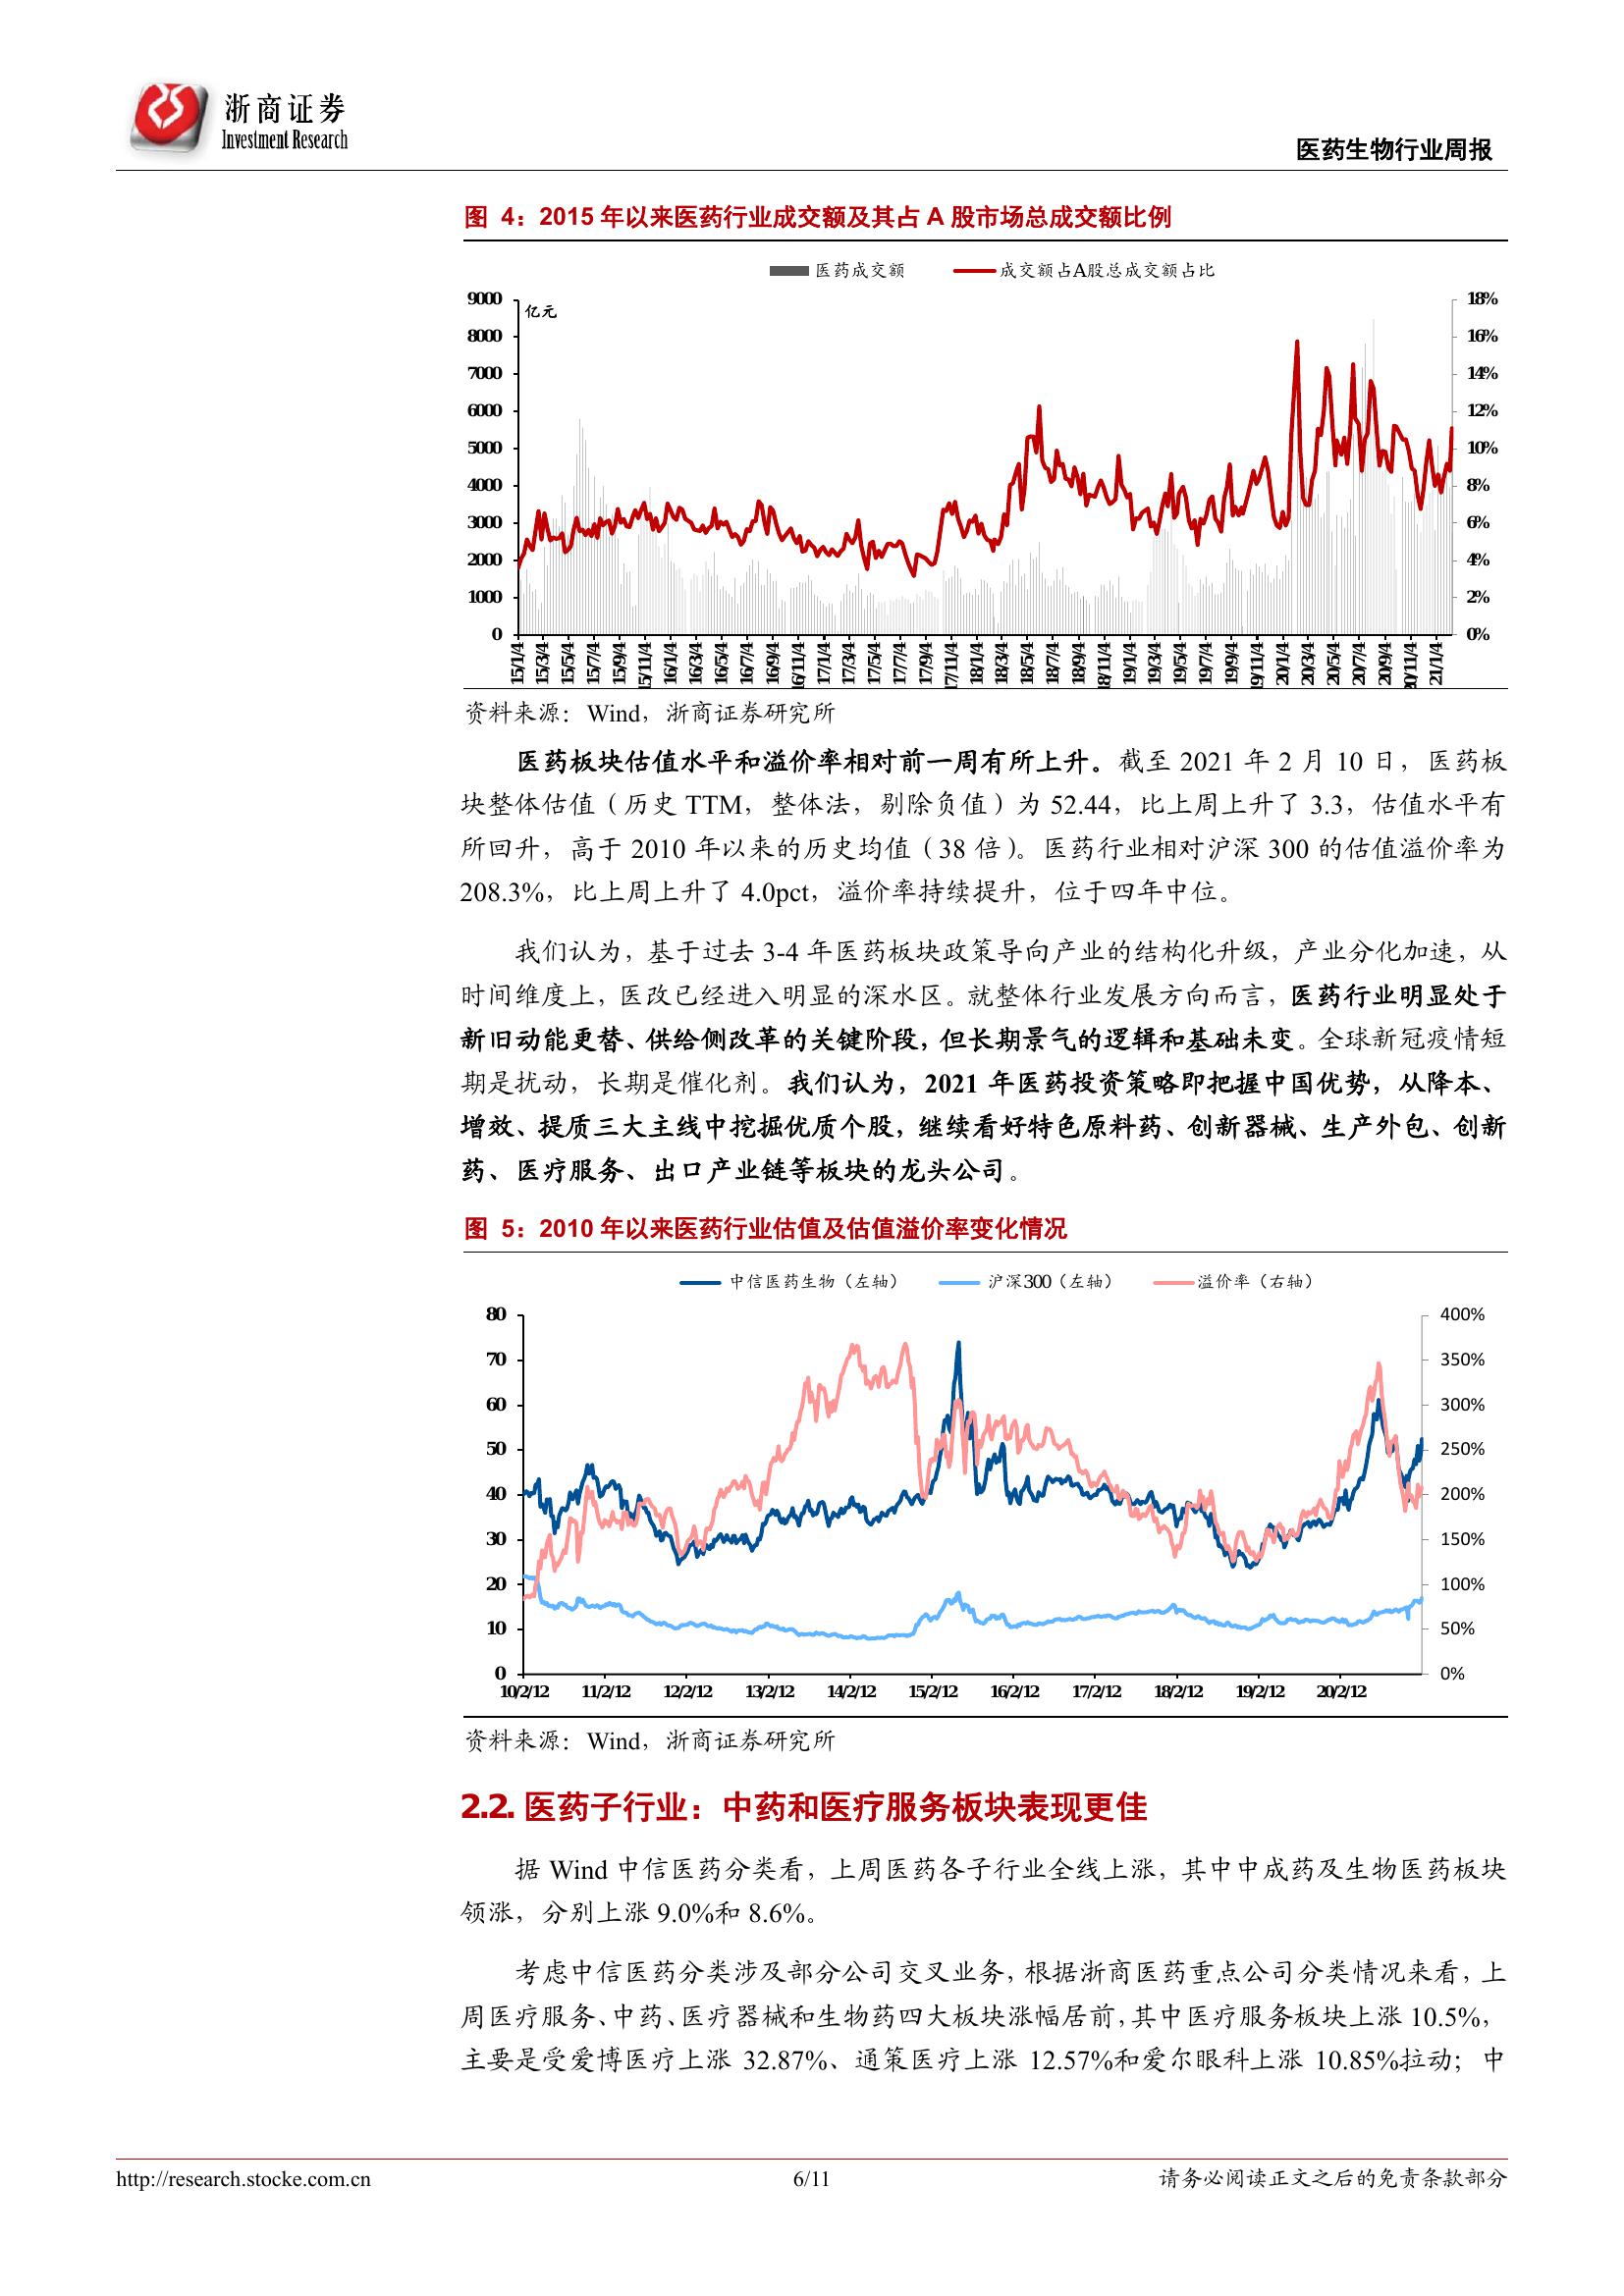 浙商证券
Investment Research
医药生物行业周报
图 4：2015 年以来医药行业成交额及其占 A 股市场总成交额比例
医药成交额 成交额占A股总成交额占比
亿元
9000 18%
8000 16%
7000 14%
6000 12%
5000 10%
4000 8%
3000 6%
2000 4%
1000 2%
0 0%
15/1/4 15/3/4 15/5/4 15/7/4 15/9/4 15/11/4 16/1/4 16/3/4 16/5/4 16/7/4 16/9/4 16/11/4 17/1/4 17/3/4 17/5/4 17/7/4 17/9/4 17/11/4 18/1/4 18/3/4 18/5/4 18/7/4 18/9/4 18/11/4 19/1/4 19/3/4 19/5/4 19/7/4 19/9/4 19/11/4 20/1/4 20/3/4 20/5/4 20/7/4 20/9/4 20/11/4 21/1/4
资料来源：Wind，浙商证券研究所
医药板块估值水平和溢价率相对前一周有所上升。截至 2021 年 2 月 10 日，医药板
块整体估值（历史 TTM，整体法，剔除负值）为 52.44，比上周上升了 3.3，估值水平有
所回升，高于 2010 年以来的历史均值（38 倍）。医药行业相对沪深 300 的估值溢价率为
208.3%，比上周上升了 4.0pct，溢价率持续提升，位于四年中位。
我们认为，基于过去 3-4 年医药板块政策导向产业的结构化升级，产业分化加速，从
时间维度上，医改已经进入明显的深水区。就整体行业发展方向而言，医药行业明显处于
新旧动能更替、供给侧改革的关键阶段，但长期景气的逻辑和基础未变。全球新冠疫情短
期是扰动，长期是催化剂。我们认为，2021 年医药投资策略即把握中国优势，从降本、
增效、提质三大主线中挖掘优质个股，继续看好特色原料药、创新器械、生产外包、创新
药、医疗服务、出口产业链等板块的龙头公司。
图 5：2010 年以来医药行业估值及估值溢价率变化情况
中信医药生物（左轴） 沪深300（左轴） 溢价率（右轴）
80 400%
70 350%
60 300%
50 250%
40 200%
30 150%
20 100%
10 50%
0 0%
10/2/12 11/2/12 12/2/12 13/2/12 14/2/12 15/2/12 16/2/12 17/2/12 18/2/12 19/2/12 20/2/12
资料来源：Wind，浙商证券研究所
2.2. 医药子行业：中药和医疗服务板块表现更佳
据 Wind 中信医药分类看，上周医药各子行业全线上涨，其中中成药及生物医药板块
领涨，分别上涨 9.0%和 8.6%。
考虑中信医药分类涉及部分公司交叉业务，根据浙商医药重点公司分类情况来看，上
周医疗服务、中药、医疗器械和生物药四大板块涨幅居前，其中医疗服务板块上涨 10.5%，
主要是受爱博医疗上涨 32.87%、通策医疗上涨 12.57%和爱尔眼科上涨 10.85%拉动；中
http://research.stocke.com.cn 6/11 请务必阅读正文之后的免责条款部分